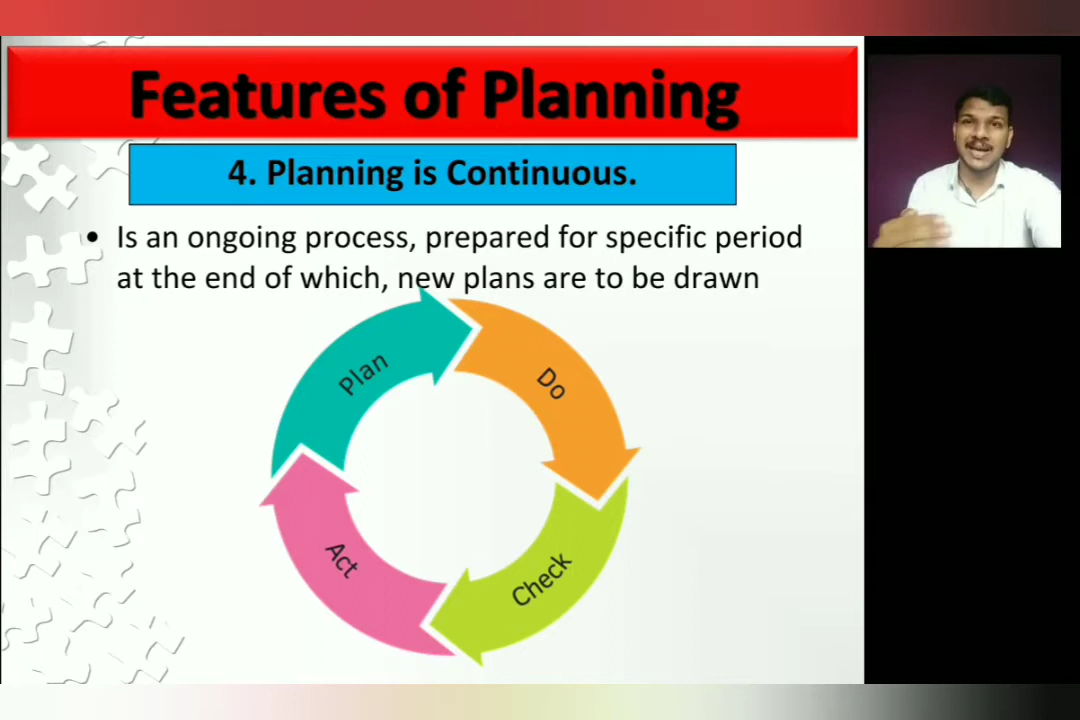 Features of Planning
4. Planning is Continuous.
• Is an ongoing process, prepared for specific period
at the end of which, new plans are to be drawn
Plan
Do
Check
Act